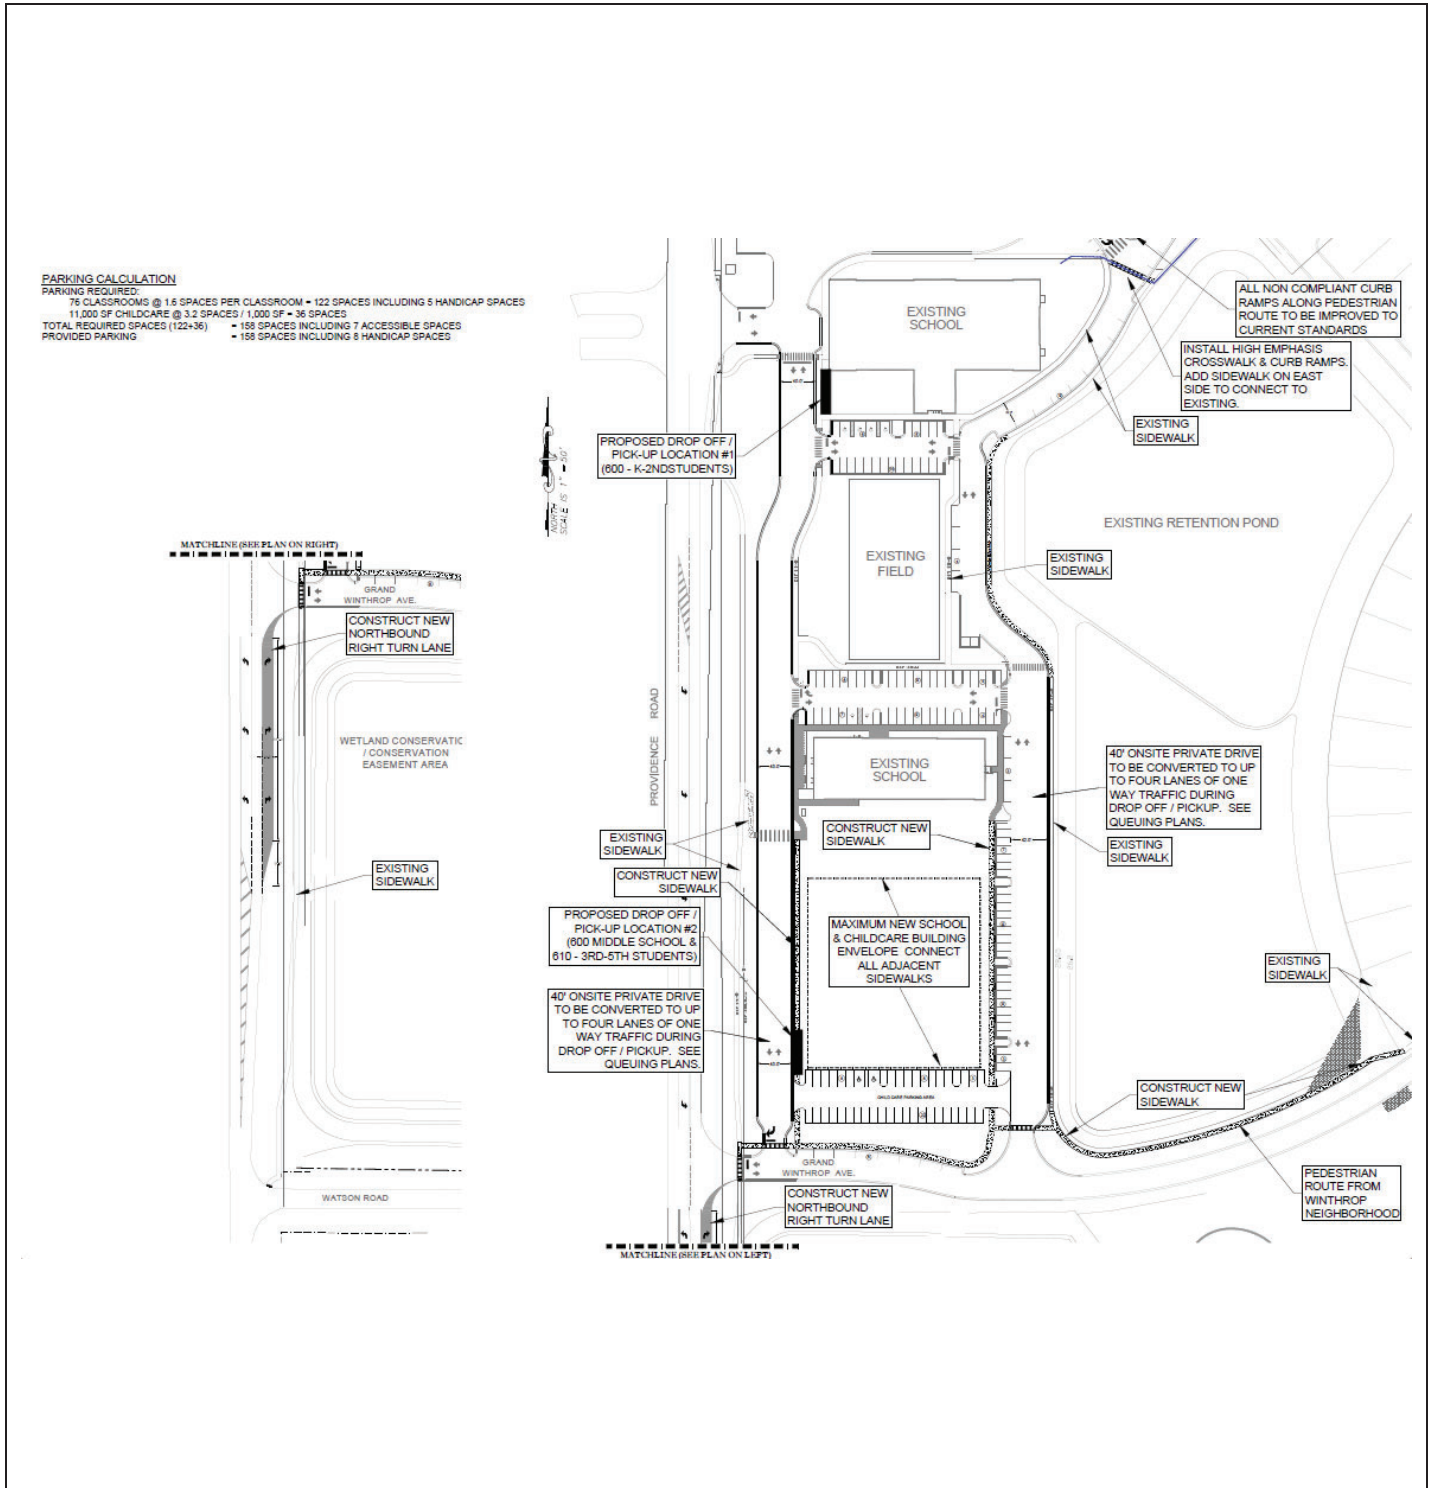 PARKING CALCULATION
PARKING REQUIRED:
76 CLASSROOMS @ 1.6 SPACES PER CLASSROOM = 122 SPACES INCLUDING 5 HANDICAP SPACES
11,000 SF CHILDCARE @ 3.2 SPACES / 1,000 SF = 36 SPACES
TOTAL REQUIRED SPACES (122+36) = 158 SPACES INCLUDING 7 ACCESSIBLE SPACES
PROVIDED PARKING = 158 SPACES INCLUDING 8 HANDICAP SPACES
NORTH
SCALE IS 1" = 50'
MATCHLINE (SEE PLAN ON RIGHT)
GRAND
WINTHROP AVE.
CONSTRUCT NEW
NORTHBOUND
RIGHT TURN LANE
WETLAND CONSERVATIO
/ CONSERVATION
EASEMENT AREA
EXISTING
SIDEWALK
WATSON ROAD
EXISTING
SCHOOL
ALL NON COMPLIANT CURB
RAMPS ALONG PEDESTRIAN
ROUTE TO BE IMPROVED TO
CURRENT STANDARDS
INSTALL HIGH EMPHASIS
CROSSWALK & CURB RAMPS.
ADD SIDEWALK ON EAST
SIDE TO CONNECT TO
EXISTING.
EXISTING
SIDEWALK
PROPOSED DROP OFF /
PICK-UP LOCATION #1
(600 - K-2NDSTUDENTS)
EXISTING RETENTION POND
EXISTING
FIELD
EXISTING
SIDEWALK
PROVIDENCE ROAD
EXISTING
SCHOOL
40' ONSITE PRIVATE DRIVE
TO BE CONVERTED TO UP
TO FOUR LANES OF ONE
WAY TRAFFIC DURING
DROP OFF / PICKUP. SEE
QUEUING PLANS.
EXISTING
SIDEWALK
CONSTRUCT NEW
SIDEWALK
EXISTING
SIDEWALK
CONSTRUCT NEW
SIDEWALK
PROPOSED DROP OFF /
PICK-UP LOCATION #2
(600 MIDDLE SCHOOL &
610 - 3RD-5TH STUDENTS)
MAXIMUM NEW SCHOOL
& CHILDCARE BUILDING
ENVELOPE CONNECT
ALL ADJACENT
SIDEWALKS
EXISTING
SIDEWALK
40' ONSITE PRIVATE DRIVE
TO BE CONVERTED TO UP
TO FOUR LANES OF ONE
WAY TRAFFIC DURING
DROP OFF / PICKUP. SEE
QUEUING PLANS.
CHILD CARE PARKING AREA
CONSTRUCT NEW
SIDEWALK
GRAND
WINTHROP AVE.
CONSTRUCT NEW
NORTHBOUND
RIGHT TURN LANE
PEDESTRIAN
ROUTE FROM
WINTHROP
NEIGHBORHOOD
MATCHLINE (SEE PLAN ON LEFT)